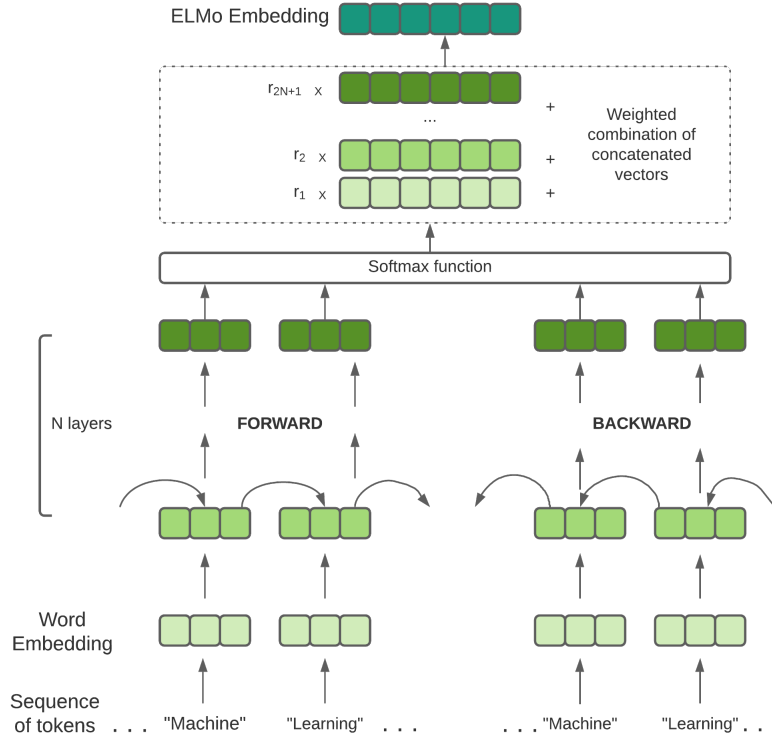 ELMo Embedding
r2N+1 x
...
r2 x
r1 x
+
+
+
Weighted
combination of
concatenated
vectors
Softmax function
N layers
FORWARD
BACKWARD
Word
Embedding
Sequence
of tokens
. . . "Machine" "Learning" . . . . . . "Machine" "Learning" . .